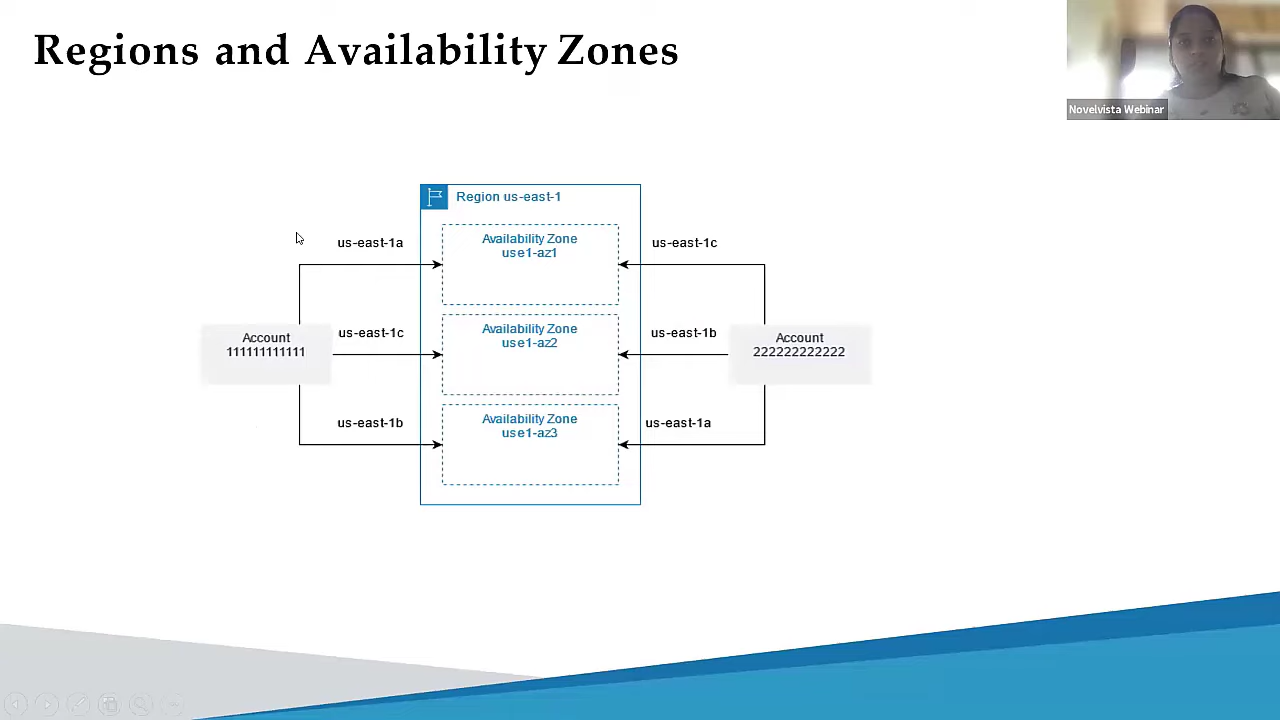 Regions and Availability Zones
Novelvista Webinar
Region us-east-1
us-east-1a
Availability Zone
use1-az1
us-east-1c
Account
111111111111
us-east-1c
Availability Zone
use1-az2
us-east-1b
Account
222222222222
us-east-1b
Availability Zone
use1-az3
us-east-1a